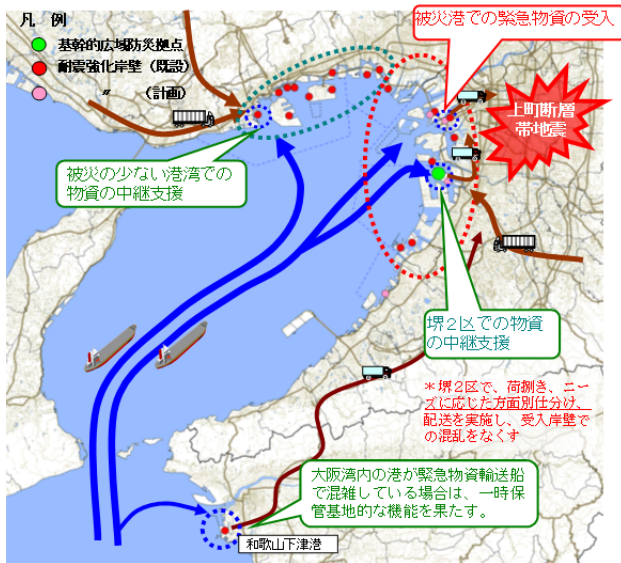 凡　例
基幹的広域防災拠点
耐震強化岸壁（既設）
〃　（計画）
被災港での緊急物資の受入
上町断層
帯地震
被災の少ない港湾での
物資の中継支援
堺２区での物資
の中継支援
＊堺２区で、荷捌き、ニー
ズに応じた方面別仕分け、
配送を実施し、受入岸壁で
の混乱をなくす
大阪湾内の港が緊急物資輸送船
で混雑している場合は、一時保
管基地的な機能を果たす。
和歌山下津港